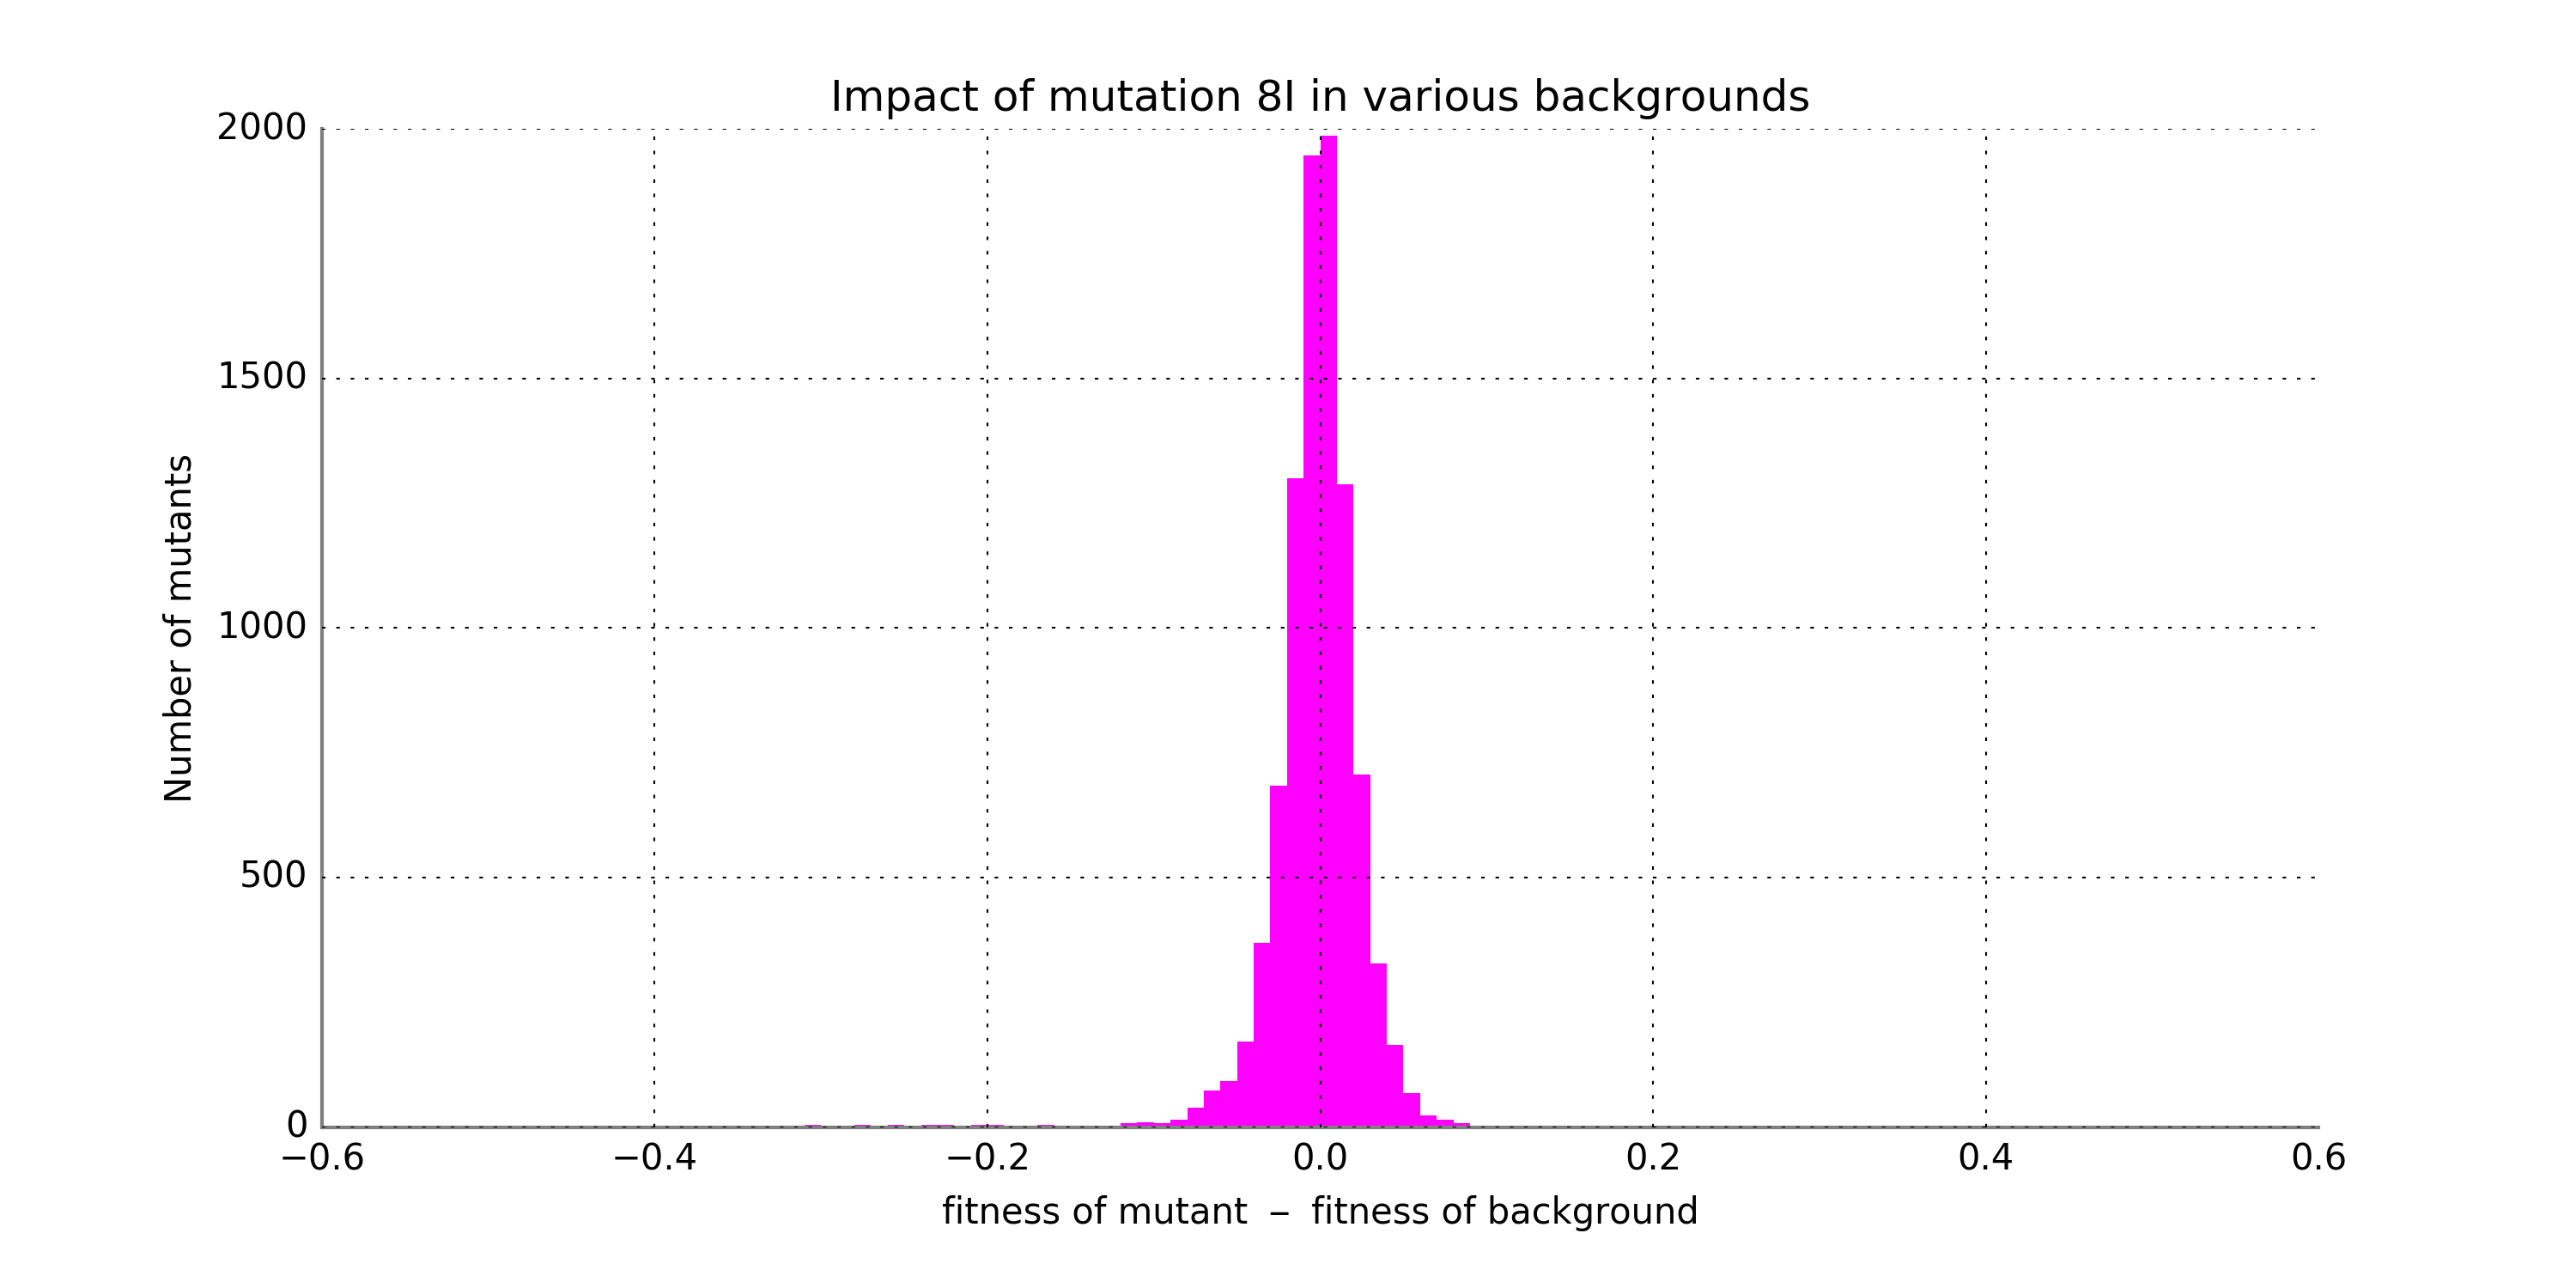 Impact of mutation 8I in various backgrounds
2000
1500
1000
500
0
Number of mutants
−0.6 −0.4 −0.2 0.0 0.2 0.4 0.6
fitness of mutant − fitness of background